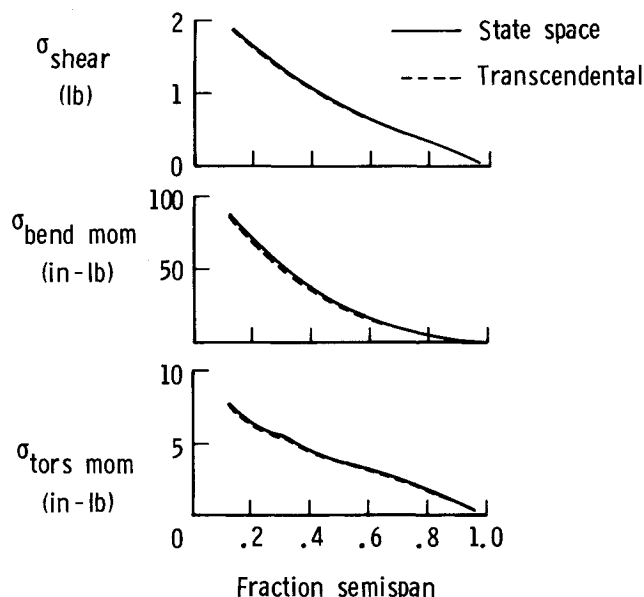 2
1
0
σshear
(lb)
State space
Transcendental
100
50
σbend mom
(in-lb)
10
5
0
σtors mom
(in-lb)
.2 .4 .6 .8 1.0
Fraction semispan